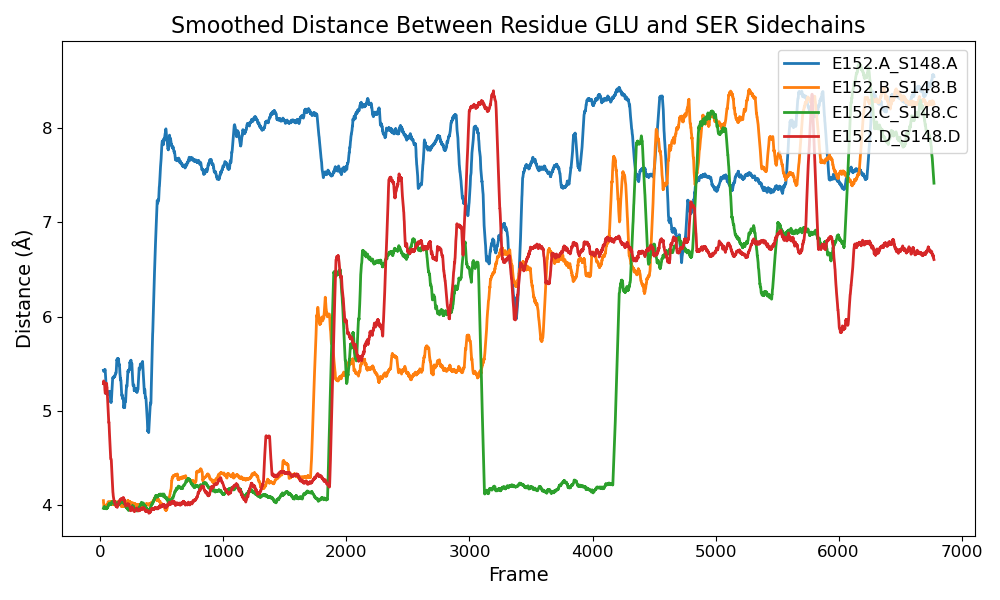 Smoothed Distance Between Residue GLU and SER Sidechains
E152.A_S148.A
E152.B_S148.B
E152.C_S148.C
E152.D_S148.D
Distance (Å)
8
7
6
5
4
0 1000 2000 3000 4000 5000 6000 7000
Frame